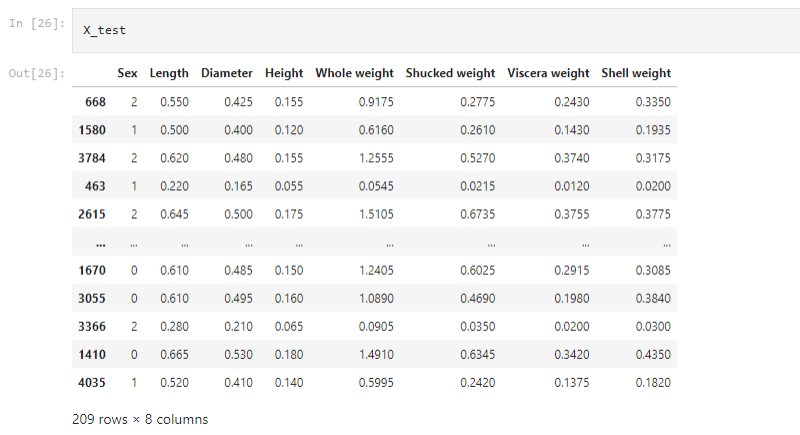 In [26]: X_test
Out[26]: Sex Length Diameter Height Whole weight Shucked weight Viscera weight Shell weight
668 2 0.550 0.425 0.155 0.9175 0.2775 0.2430 0.3350
1580 1 0.500 0.400 0.120 0.6160 0.2610 0.1430 0.1935
3784 2 0.620 0.480 0.155 1.2555 0.5270 0.3740 0.3175
463 1 0.220 0.165 0.055 0.0545 0.0215 0.0120 0.0200
2615 2 0.645 0.500 0.175 1.5105 0.6735 0.3755 0.3775
... ... ... ... ... ... ... ... ...
1670 0 0.610 0.485 0.150 1.2405 0.6025 0.2915 0.3085
3055 0 0.610 0.495 0.160 1.0890 0.4690 0.1980 0.3840
3366 2 0.280 0.210 0.065 0.0905 0.0350 0.0200 0.0300
1410 0 0.665 0.530 0.180 1.4910 0.6345 0.3420 0.4350
4035 1 0.520 0.410 0.140 0.5995 0.2420 0.1375 0.1820
209 rows × 8 columns